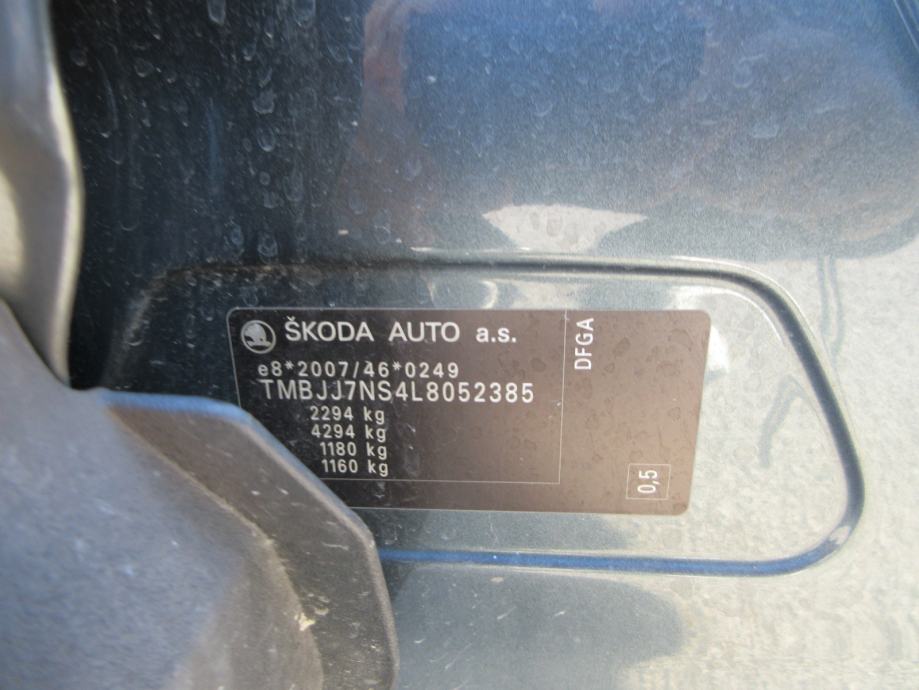 ŠKODA AUTO a.s.
e8*2007/46*0249
TMBJJ7NS4L8052385
2294 kg
4294 kg
1180 kg
1160 kg
DFGA
0,5